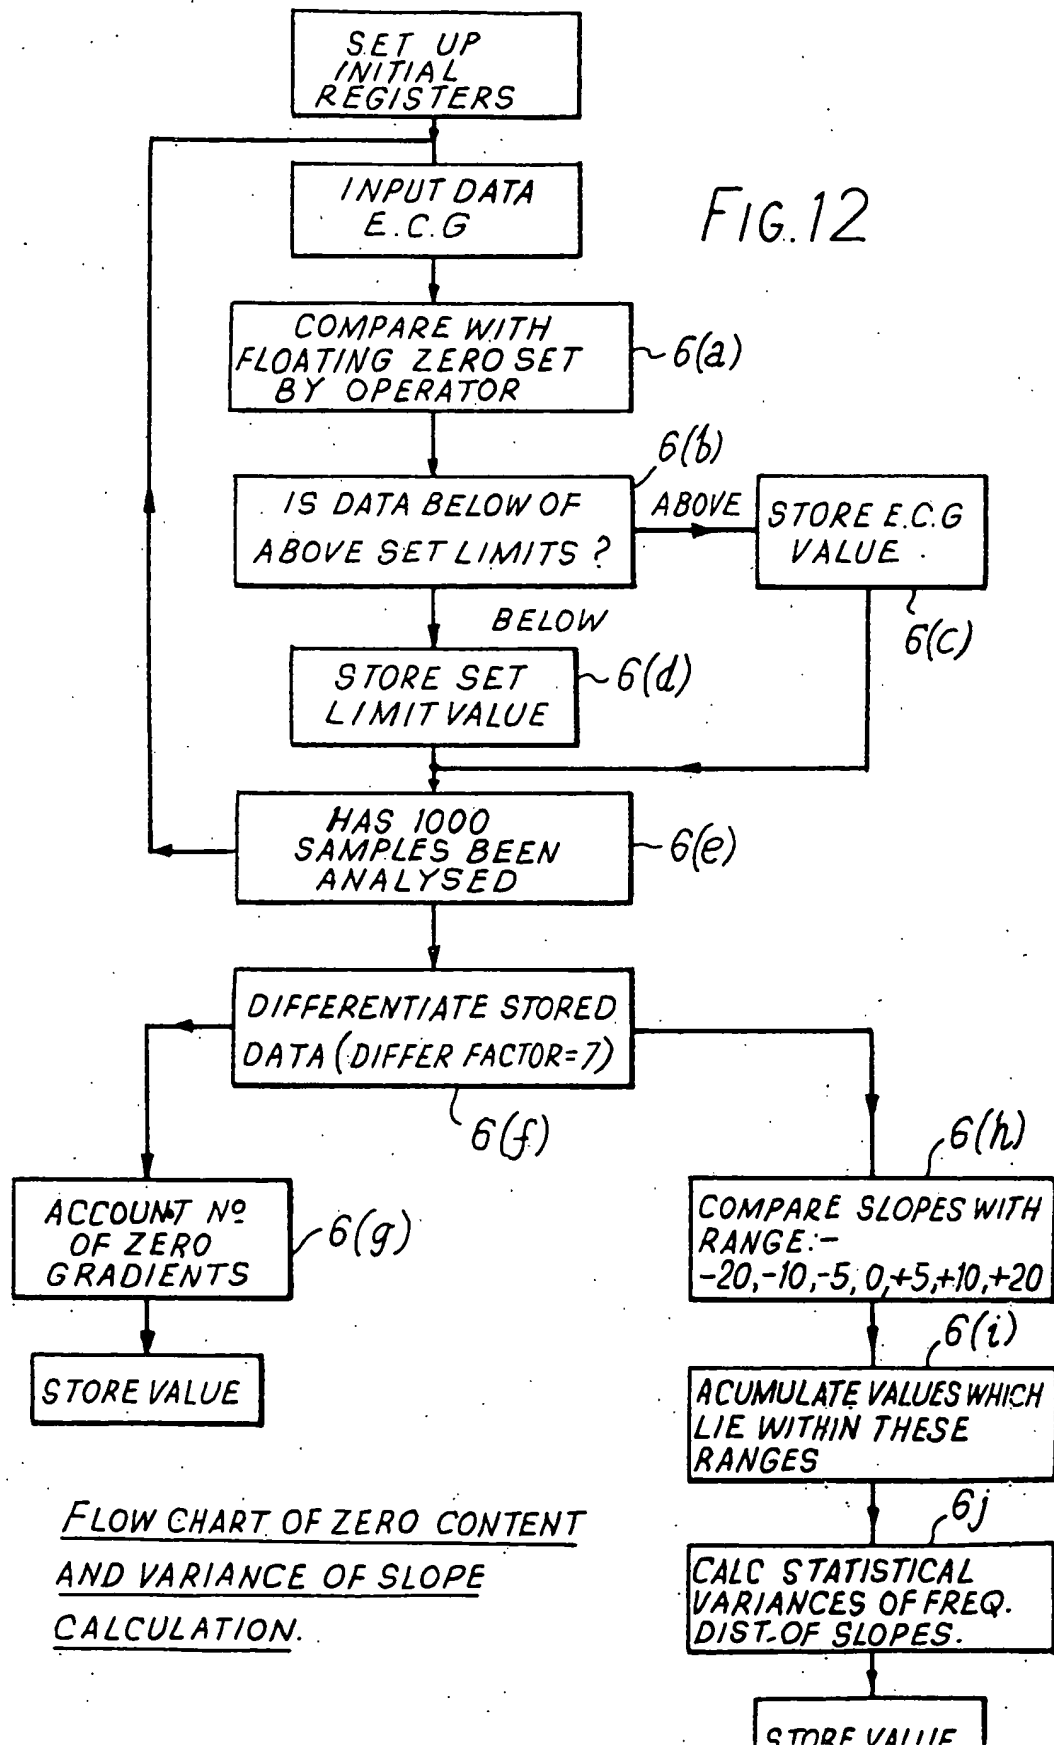 SET UP
INITIAL
REGISTERS
INPUT DATA
E.C.G
FIG.12
COMPARE WITH
FLOATING ZERO SET
BY OPERATOR
6(a)
6(b)
IS DATA BELOW OF
ABOVE SET LIMITS ?
ABOVE
STORE E.C.G
VALUE
6(c)
BELOW
STORE SET
LIMIT VALUE
6(d)
HAS 1000
SAMPLES BEEN
ANALYSED
6(e)
DIFFERENTIATE STORED
DATA (DIFFER FACTOR=7)
6(f)
ACCOUNT Nº
OF ZERO
GRADIENTS
6(g)
STORE VALUE
6(h)
COMPARE SLOPES WITH
RANGE:-
-20,-10,-5, 0,+5,+10,+20
6(i)
ACUMULATE VALUES WHICH
LIE WITHIN THESE
RANGES
6j
CALC STATISTICAL
VARIANCES OF FREQ.
DIST. OF SLOPES.
STORE VALUE
FLOW CHART OF ZERO CONTENT
AND VARIANCE OF SLOPE
CALCULATION.